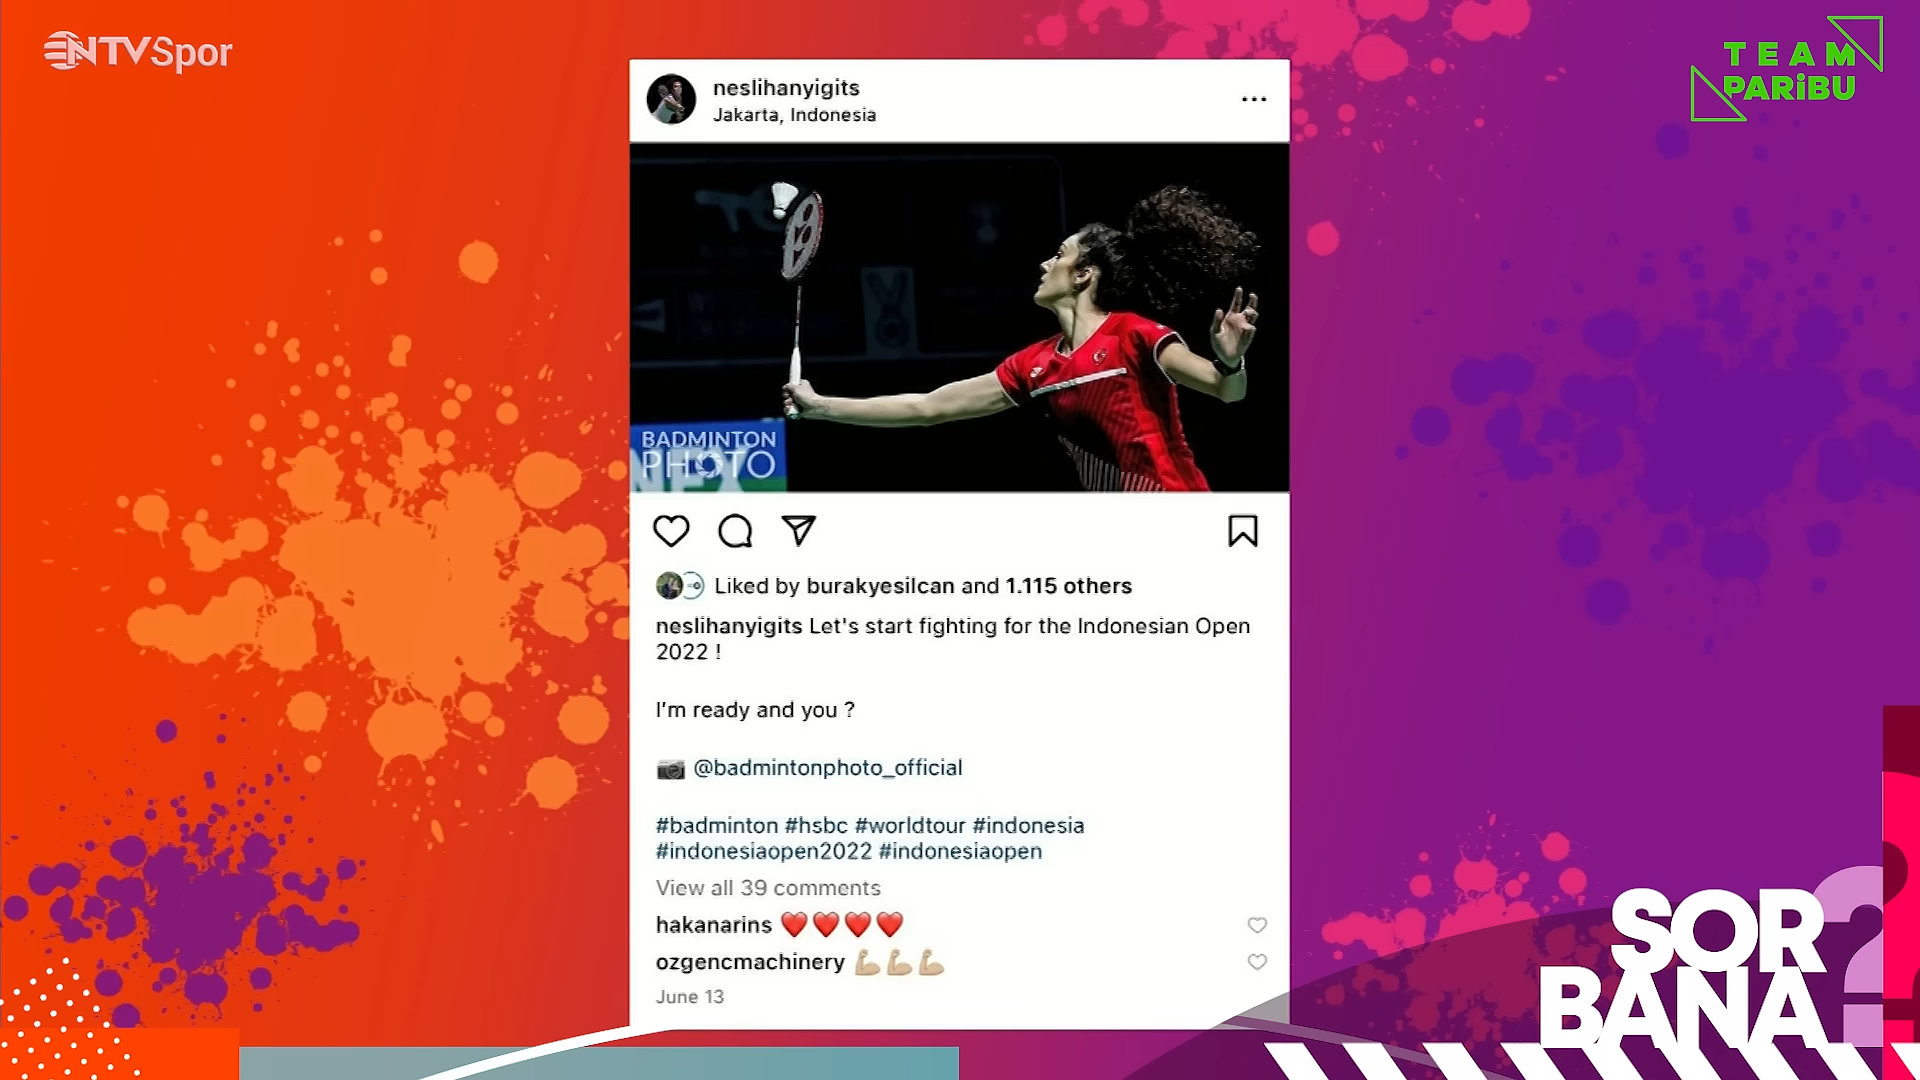 NTVSpor
TEAM
PARiBU
neslihanyigits
Jakarta, Indonesia
BADMINTON
PHOTO
Liked by burakyesilcan and 1.115 others
neslihanyigits Let's start fighting for the Indonesian Open
2022 !
I'm ready and you ?
📷 @badmintonphoto_official
#badminton #hsbc #worldtour #indonesia
#indonesiaopen2022 #indonesiaopen
View all 39 comments
hakanarins ❤️❤️❤️❤️
ozgencmachinery 💪🏼💪🏼💪🏼
June 13
SOR
BANA
?